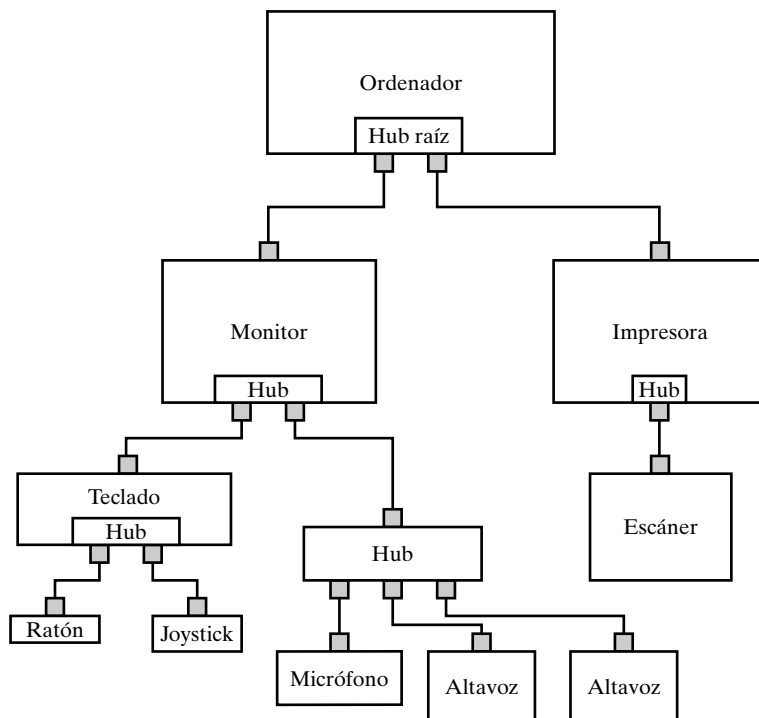 Ordenador
Hub raíz
Monitor
Impresora
Hub
Hub
Teclado
Hub
Hub
Escáner
Ratón
Joystick
Micrófono
Altavoz
Altavoz